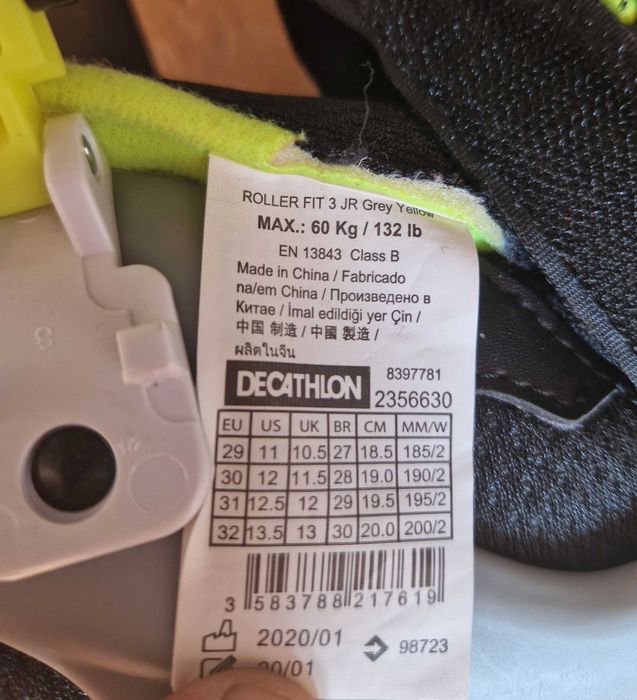 ROLLER FIT 3 JR Grey Yellow
MAX.: 60 Kg / 132 lb
EN 13843 Class B
Made in China / Fabricado
na/em China / Произведено в
Китае / İmal edildiği yer Çin /
中国 制造 / 中國 製造 /
ผลิตในจีน
DECATHLON
8397781
2356630
EU US UK BR CM MM/W
29 11 10.5 27 18.5 185/2
30 12 11.5 28 19.0 190/2
31 12.5 12 29 19.5 195/2
32 13.5 13 30 20.0 200/2
3 583788 217619
2020/01
98723
20/01